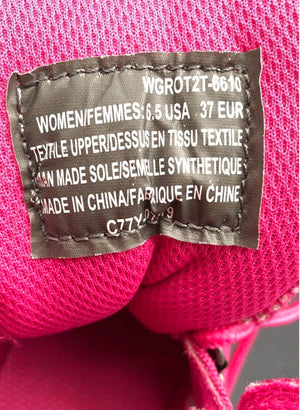 WGROT2T-6610
WOMEN/FEMMES: 6.5 USA 37 EUR
TEXTILE UPPER/DESSUS EN TISSU TEXTILE
MAN MADE SOLE/SEMELLE SYNTHETIQUE
MADE IN CHINA/FABRIQUE EN CHINE
C77Y